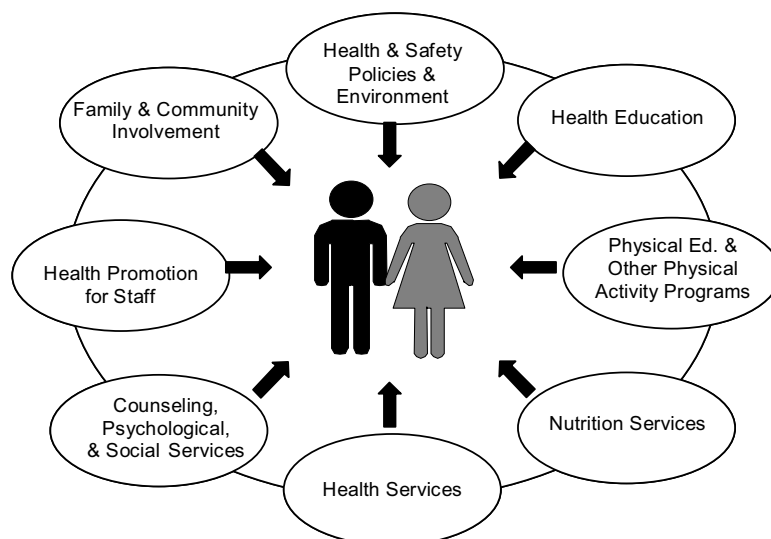 Health & Safety
Policies &
Environment
Health Education
Physical Ed. &
Other Physical
Activity Programs
Nutrition Services
Health Services
Counseling,
Psychological,
& Social Services
Health Promotion
for Staff
Family & Community
Involvement